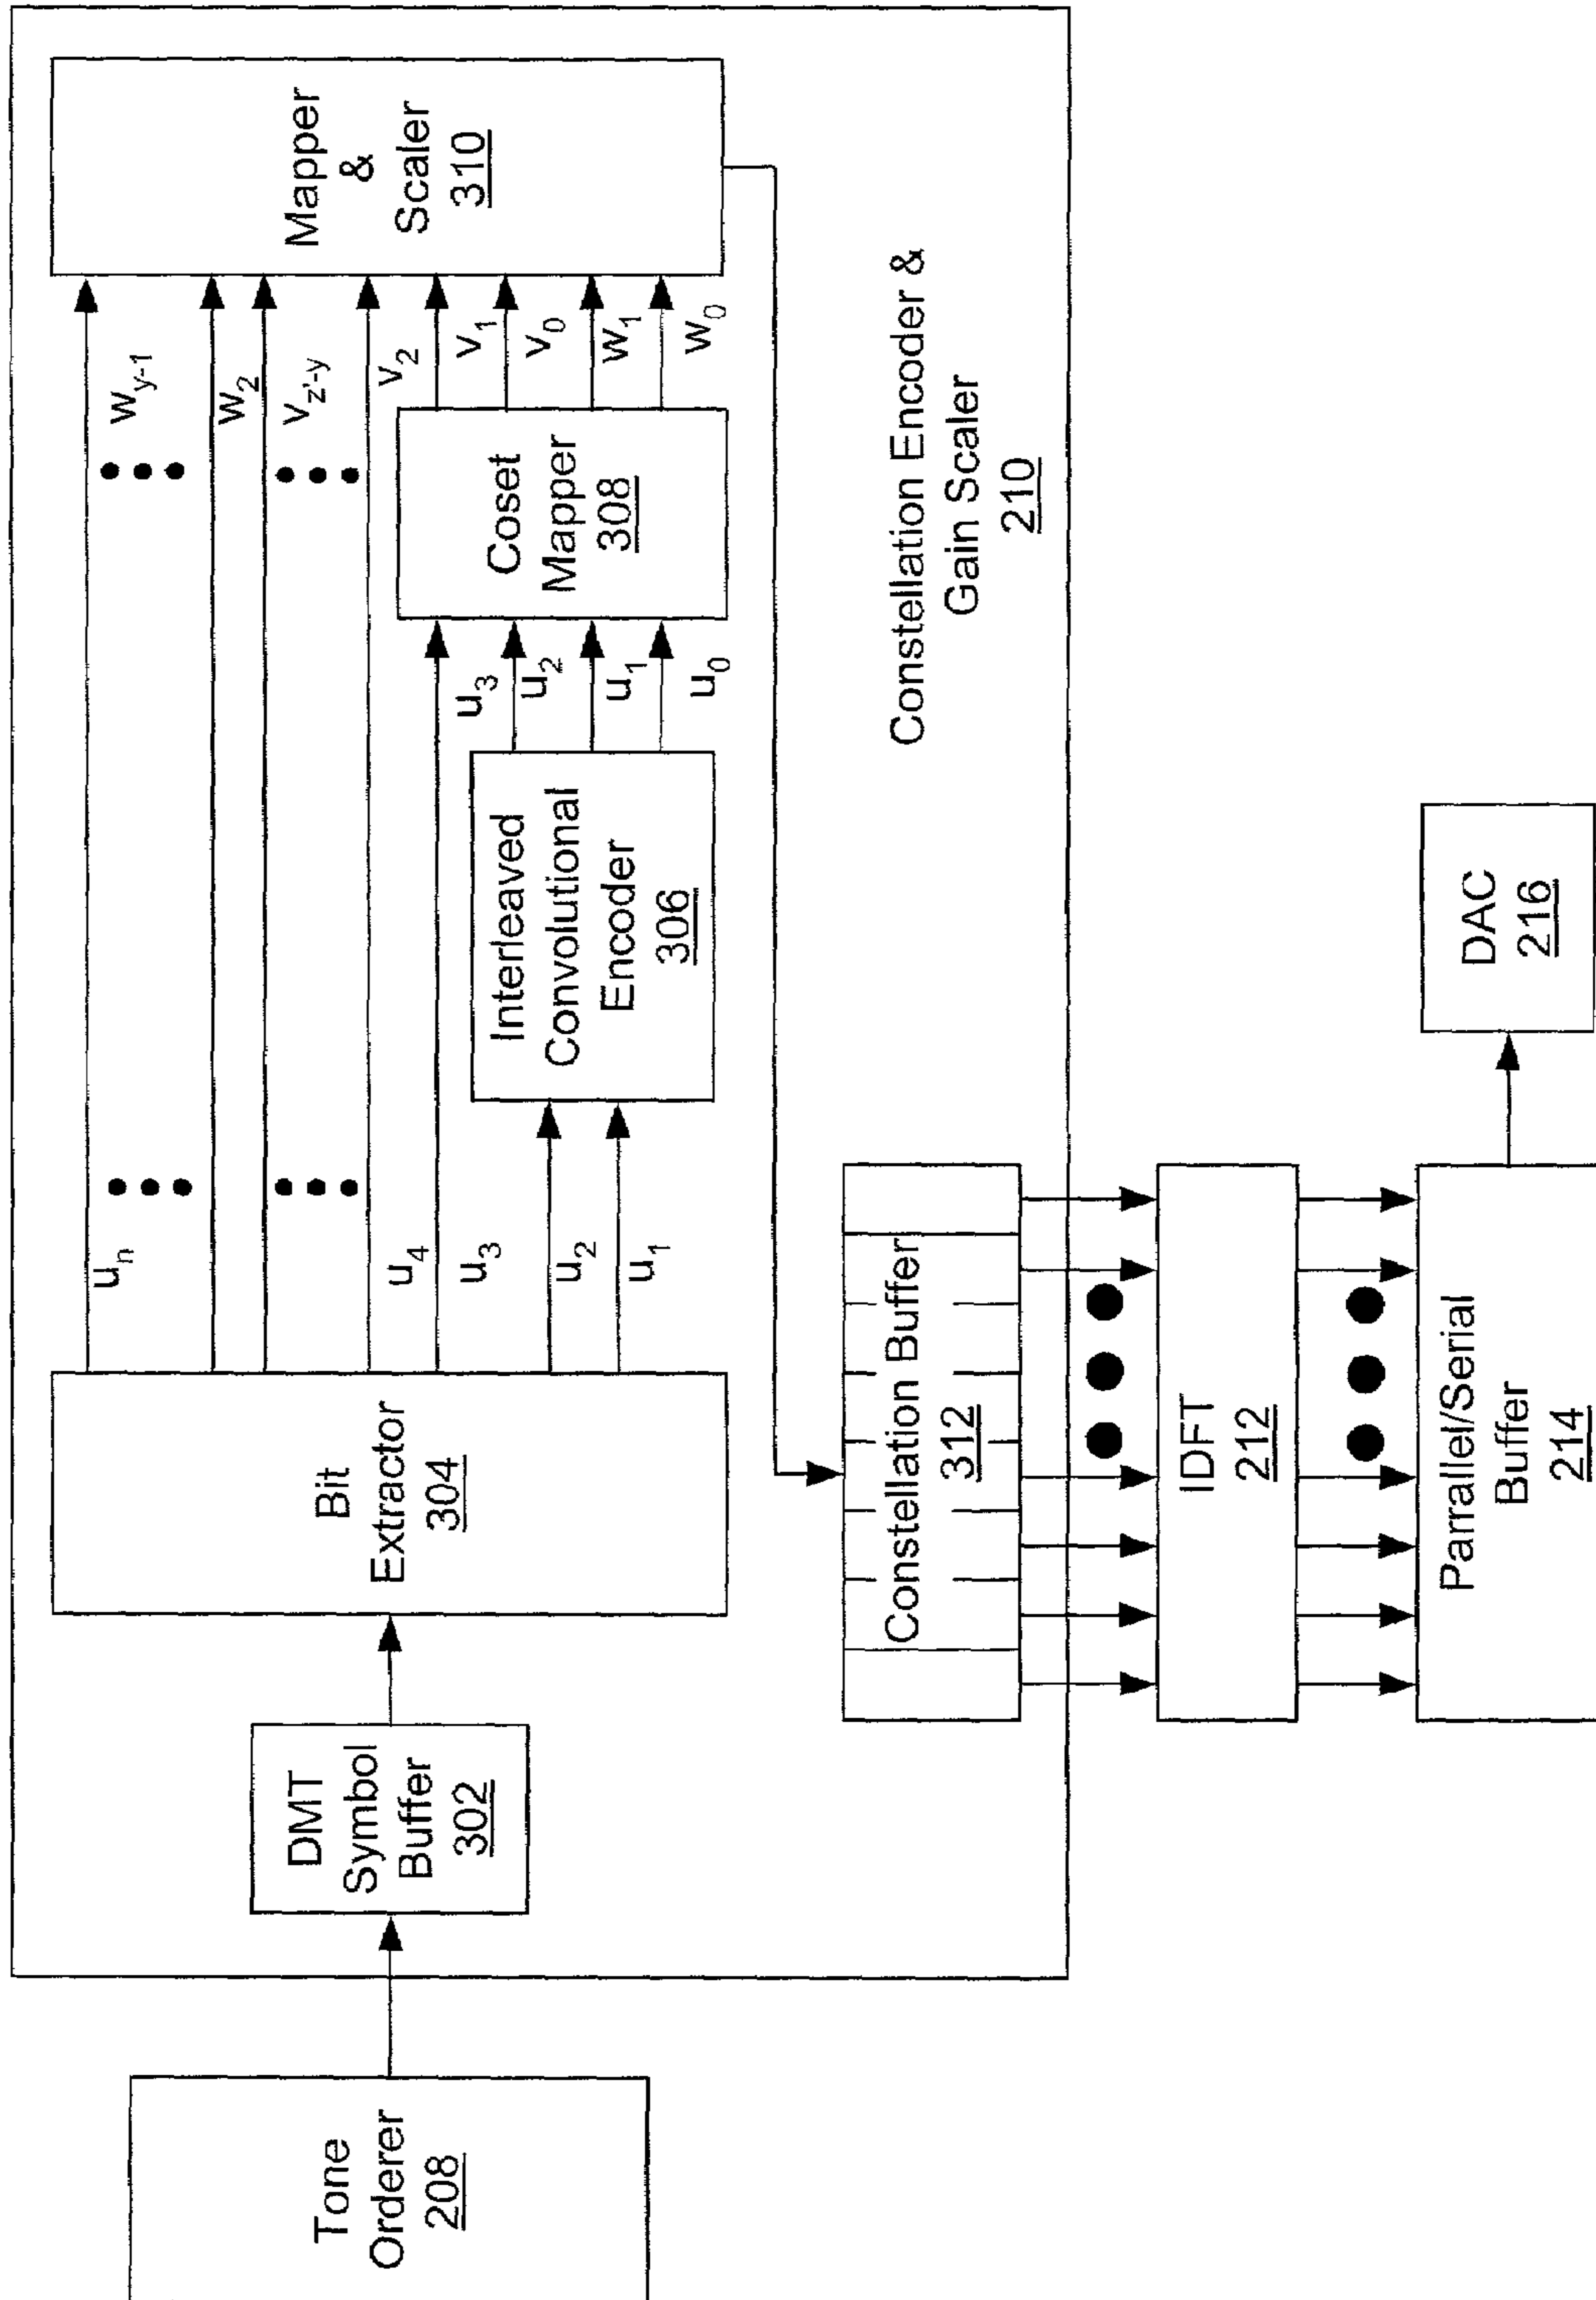 Tone
Orderer
208
DMT
Symbol
Buffer
302
Bit
Extractor
304
u_n
u_4
u_3
u_2
u_1
Interleaved
Convolutional
Encoder
306
u_3
u_2
u_1
u_0
Coset
Mapper
308
w_{y-1}
w_2
v_{z'-y}
v_2
v_1
v_0
w_1
w_0
Mapper
&
Scaler
310
Constellation Encoder &
Gain Scaler
210
Constellation Buffer
312
IDFT
212
Parrallel/Serial
Buffer
214
DAC
216